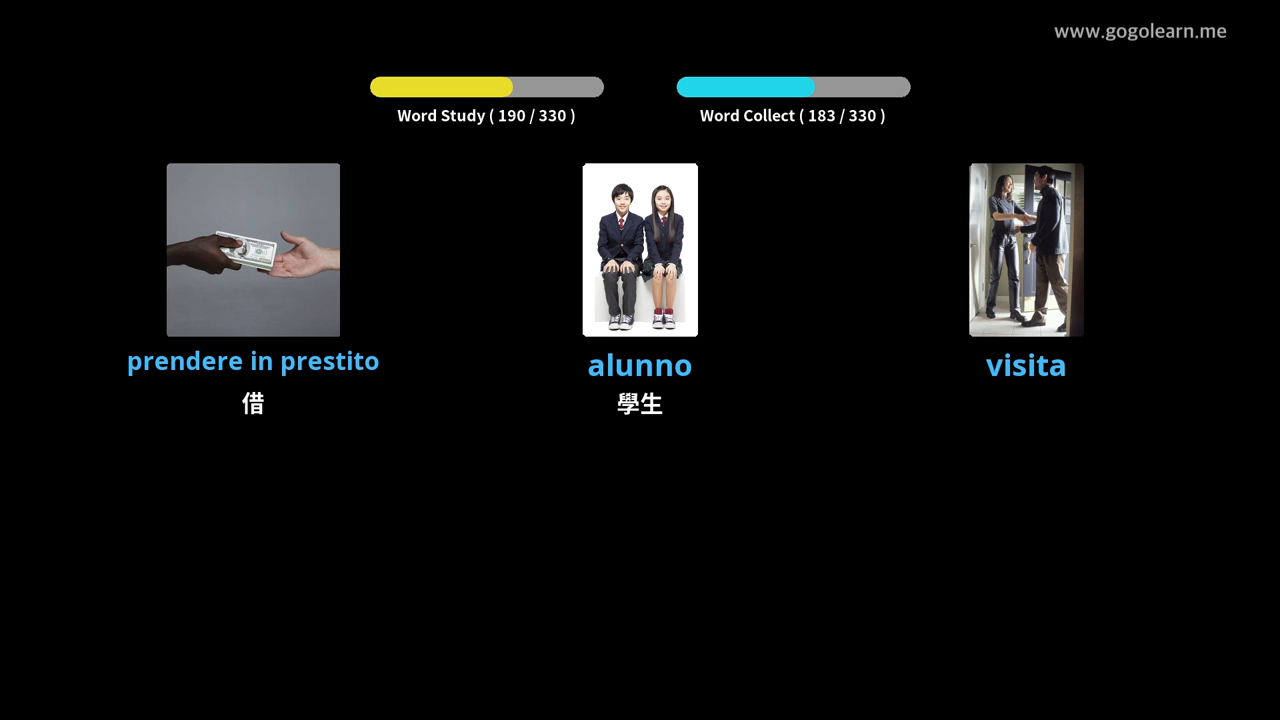 www.gogolearn.me
Word Study ( 190 / 330 )
Word Collect ( 183 / 330 )
prendere in prestito
alunno
visita
借
學生